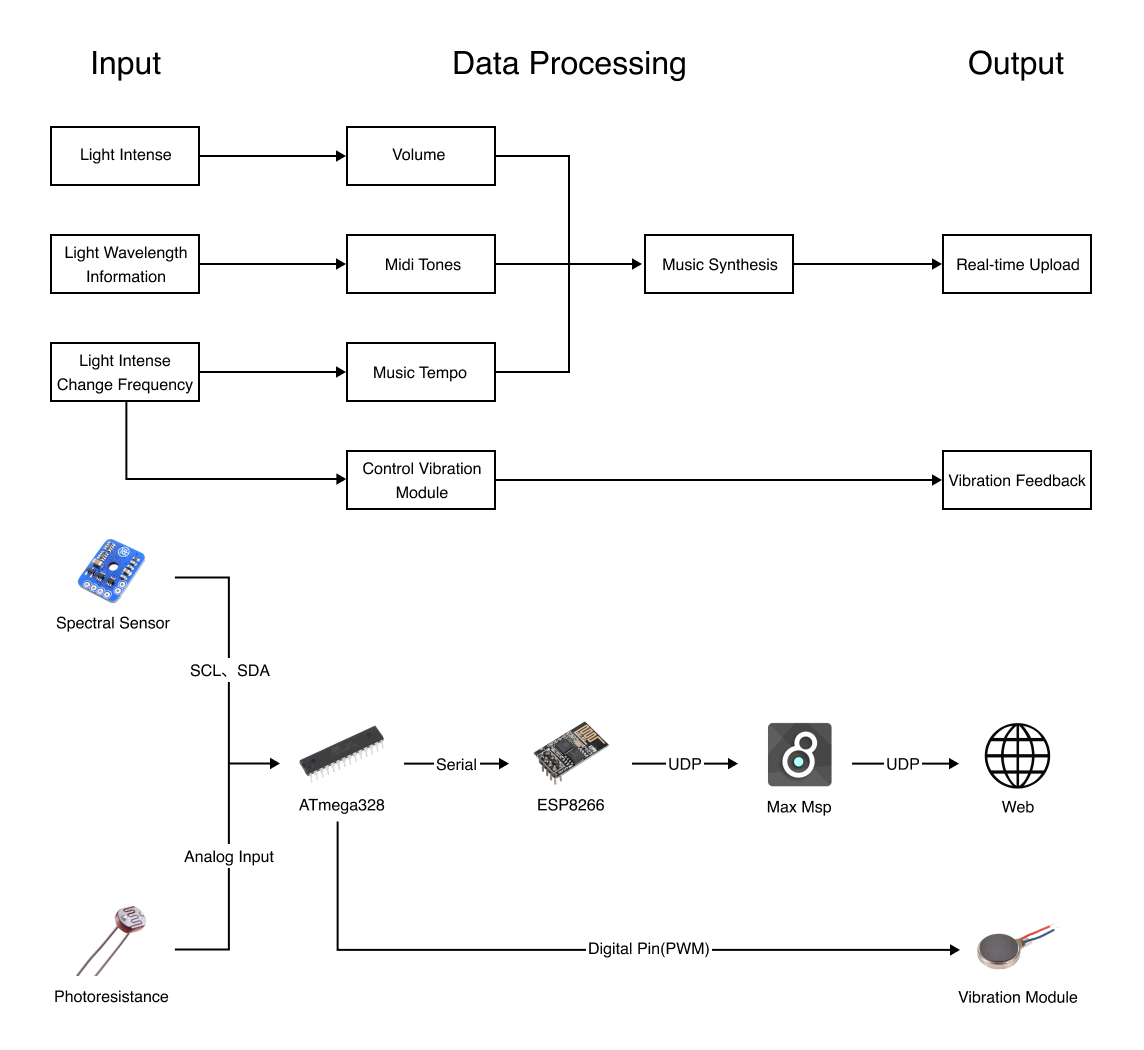 Input
Data Processing
Output
Light Intense
Volume
Light Wavelength
Information
Midi Tones
Music Synthesis
Real-time Upload
Light Intense
Change Frequency
Music Tempo
Control Vibration
Module
Vibration Feedback
Spectral Sensor
SCL、SDA
Serial
UDP
UDP
ATmega328
ESP8266
Max Msp
Web
Analog Input
Digital Pin(PWM)
Photoresistance
Vibration Module